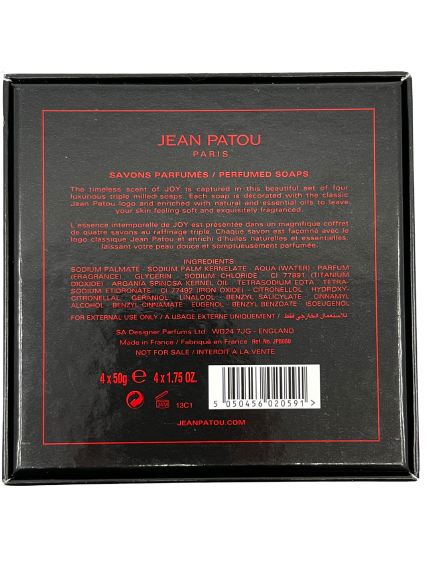 JEAN PATOU
PARIS
SAVONS PARFUMÉS / PERFUMED SOAPS
The timeless scent of JOY is captured in this beautiful set of four
luxurious triple milled soaps. Each soap is decorated with the classic
Jean Patou logo and enriched with natural and essential oils to leave
your skin feeling soft and exquisitely fragranced.
L'essence intemporelle de JOY est présentée dans un magnifique coffret
de quatre savons au raffinage triple. Chaque savon est façonné avec le
logo classique Jean Patou et enrichi d'huiles naturelles et essentielles,
laissant votre peau douce et somptueusement parfumée.
INGREDIENTS
SODIUM PALMATE - SODIUM PALM KERNELATE - AQUA (WATER) - PARFUM
(FRAGRANCE) - GLYCERIN - SODIUM CHLORIDE - CI 77891 (TITANIUM
DIOXIDE) - ARGANIA SPINOSA KERNEL OIL - TETRASODIUM EDTA - TETRA-
SODIUM ETIDRONATE - CI 77492 (IRON OXIDE) - CITRONELLOL - HYDROXY-
CITRONELLAL - GERANIOL - LINALOOL - BENZYL SALICYLATE - CINNAMYL
ALCOHOL - BENZYL CINNAMATE - EUGENOL - BENZYL BENZOATE - ISOEUGENOL
FOR EXTERNAL USE ONLY / A USAGE EXTERNE UNIQUEMENT / للاستعمال الخارجي فقط
SA Designer Parfums Ltd. WD24 7JG - ENGLAND
Made in France / Fabriqué en France Ref. No.
NOT FOR SALE / INTERDIT A LA VENTE
4 x 50g e 4 x 1.75 OZ.
13C1
5 050456 020591 >
JEANPATOU.COM